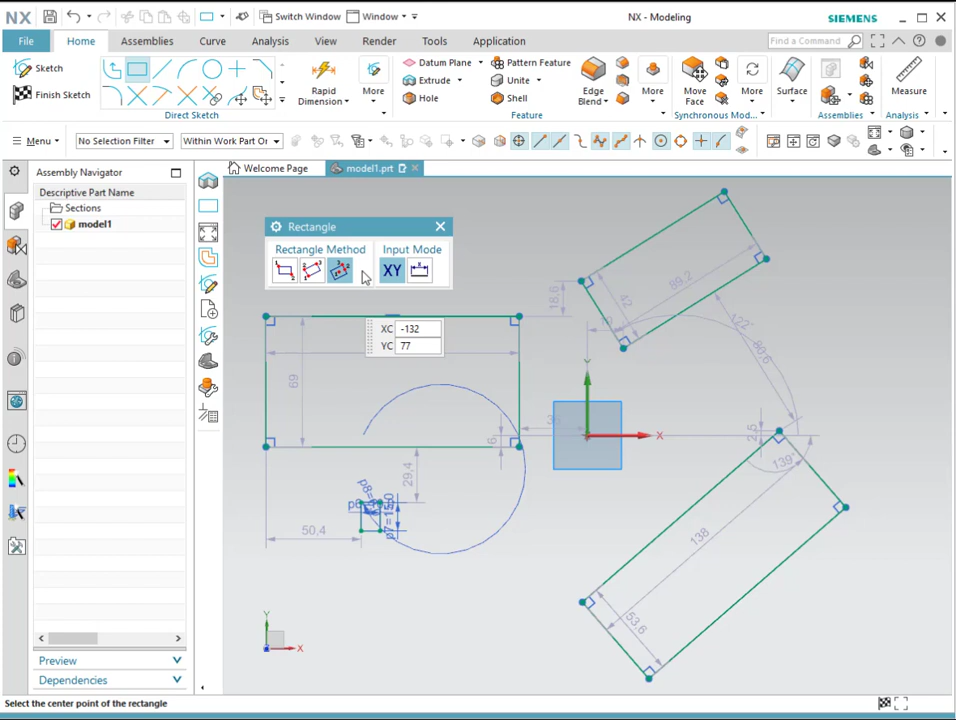 NX
Switch Window
Window
NX - Modeling
SIEMENS
File
Home
Assemblies
Curve
Analysis
View
Render
Tools
Application
Find a Command
Sketch
Finish Sketch
Direct Sketch
Rapid
Dimension
More
Datum Plane
Extrude
Hole
Pattern Feature
Unite
Shell
Edge
Blend
More
Feature
Move
Face
More
Synchronous Mod...
Surface
Assemblies
Measure
Analysis
Menu
No Selection Filter
Within Work Part Or
Assembly Navigator
Welcome Page
model1.prt
Descriptive Part Name
Sections
model1
Rectangle
Rectangle Method
Input Mode
XY
XC -132
YC 77
18.6
42
89.2
122°
80.6
69
6
29.4
50.4
2.6
139°
138
53.6
Y
X
Y
X
Preview
Dependencies
Select the center point of the rectangle